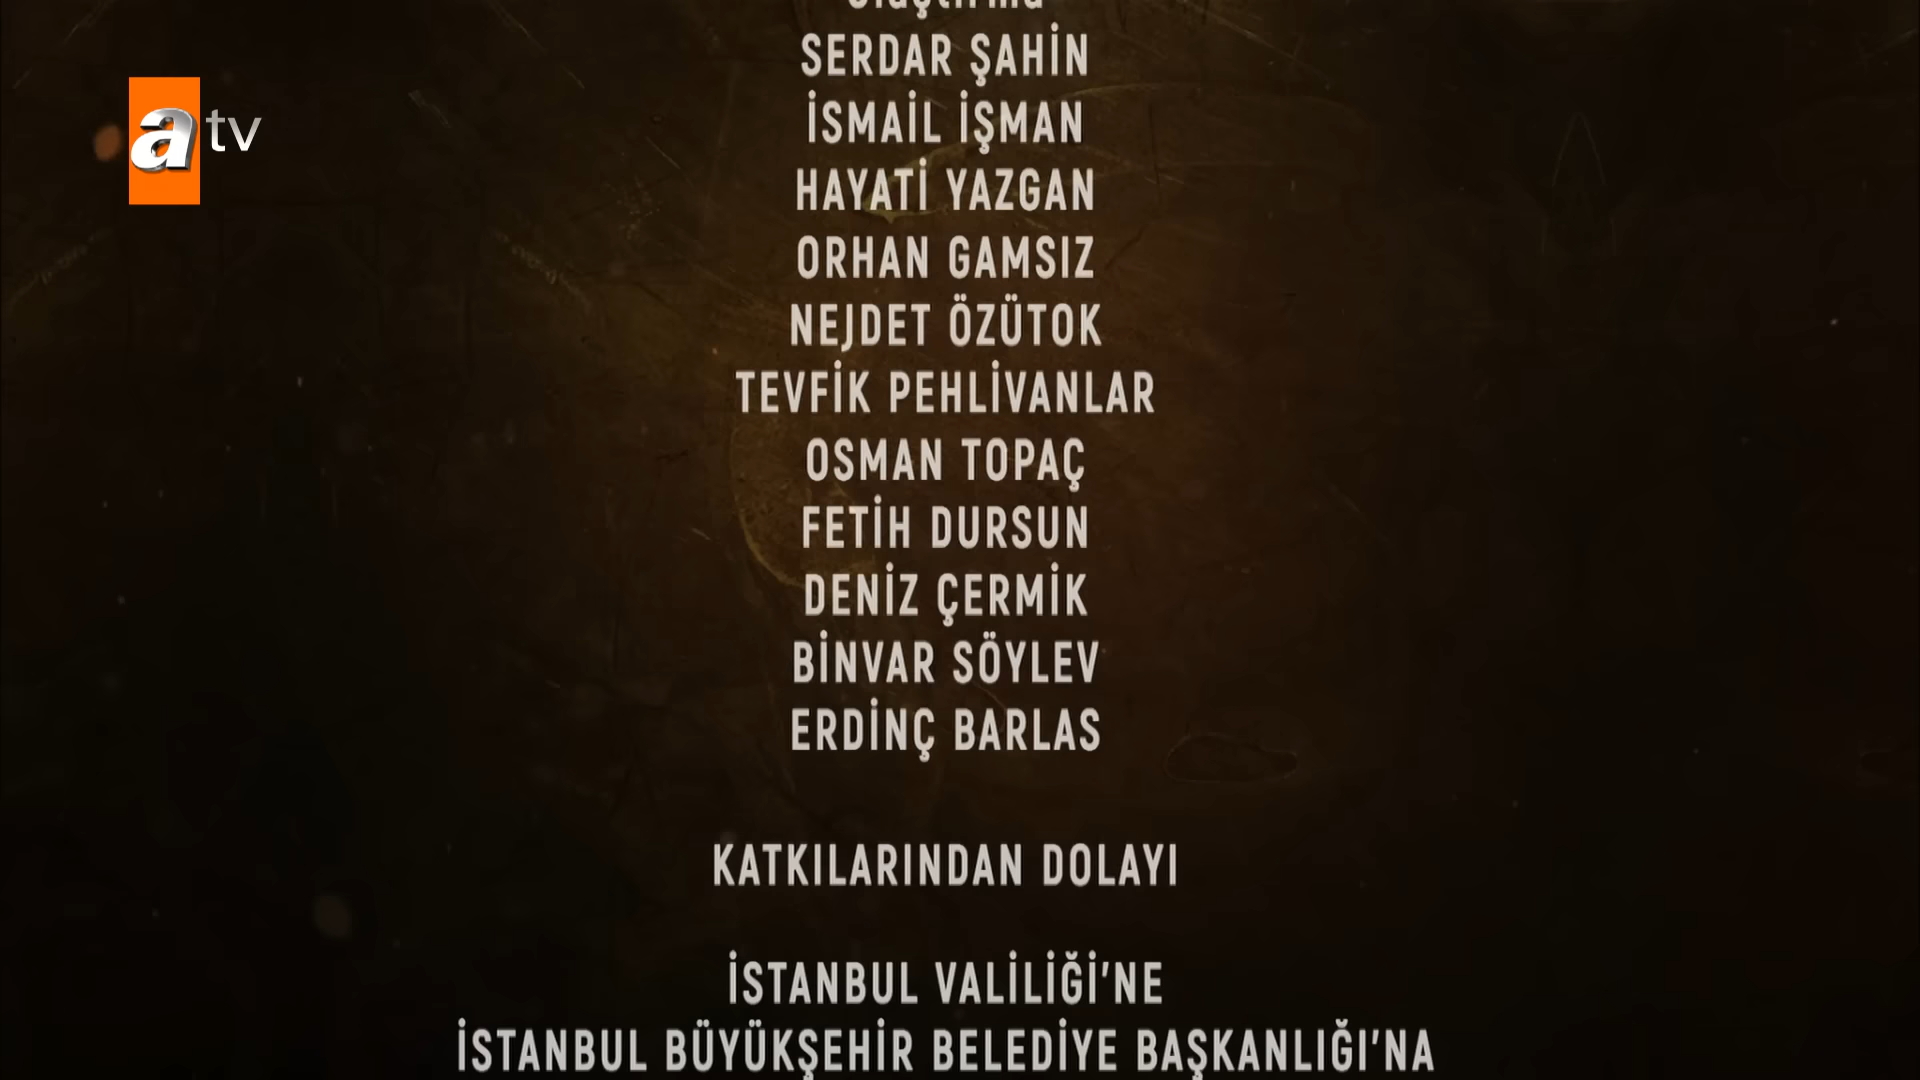 Ulaştırma
SERDAR ŞAHİN
atv
İSMAİL İŞMAN
HAYATİ YAZGAN
ORHAN GAMSIZ
NEJDET ÖZÜTOK
TEVFİK PEHLİVANLAR
OSMAN TOPAÇ
FETİH DURSUN
DENİZ ÇERMİK
BİNVAR SÖYLEV
ERDİNÇ BARLAS
KATKILARINDAN DOLAYI
İSTANBUL VALİLİĞİ'NE
İSTANBUL BÜYÜKŞEHİR BELEDİYE BAŞKANLIĞI'NA